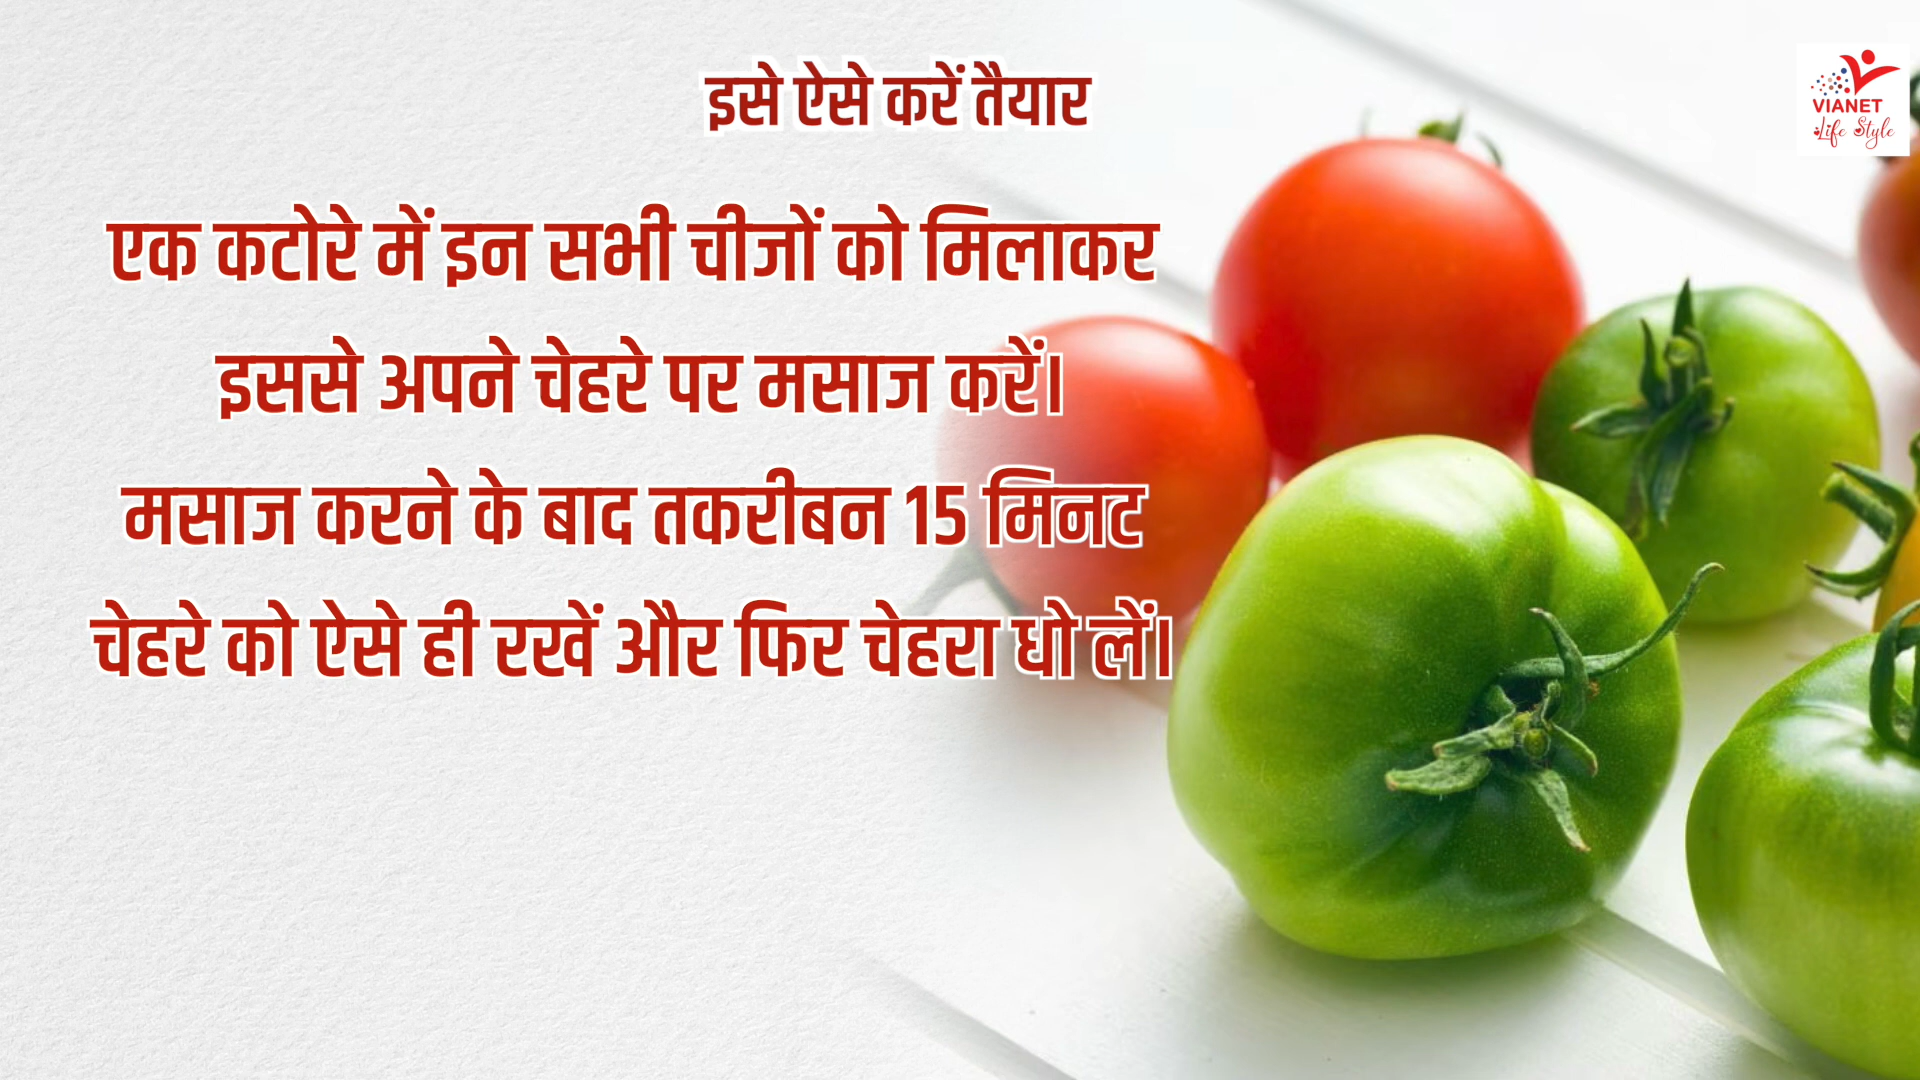 इसे ऐसे करें तैयार
VIANET
Life Style
एक कटोरे में इन सभी चीजों को मिलाकर
इससे अपने चेहरे पर मसाज करें।
मसाज करने के बाद तकरीबन 15 मिनट
चेहरे को ऐसे ही रखें और फिर चेहरा धो लें।